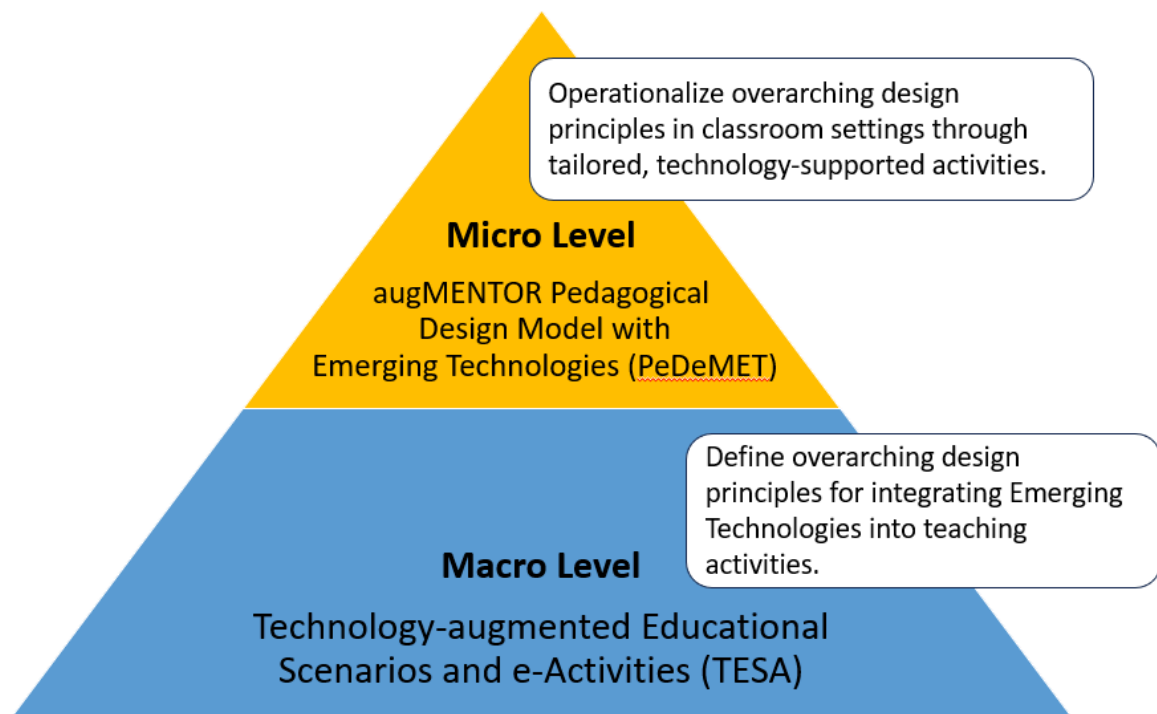 Operationalize overarching design
principles in classroom settings through
tailored, technology-supported activities.
Micro Level
augMENTOR Pedagogical
Design Model with
Emerging Technologies (PeDeMET)
Define overarching design
principles for integrating Emerging
Technologies into teaching
activities.
Macro Level
Technology-augmented Educational
Scenarios and e-Activities (TESA)